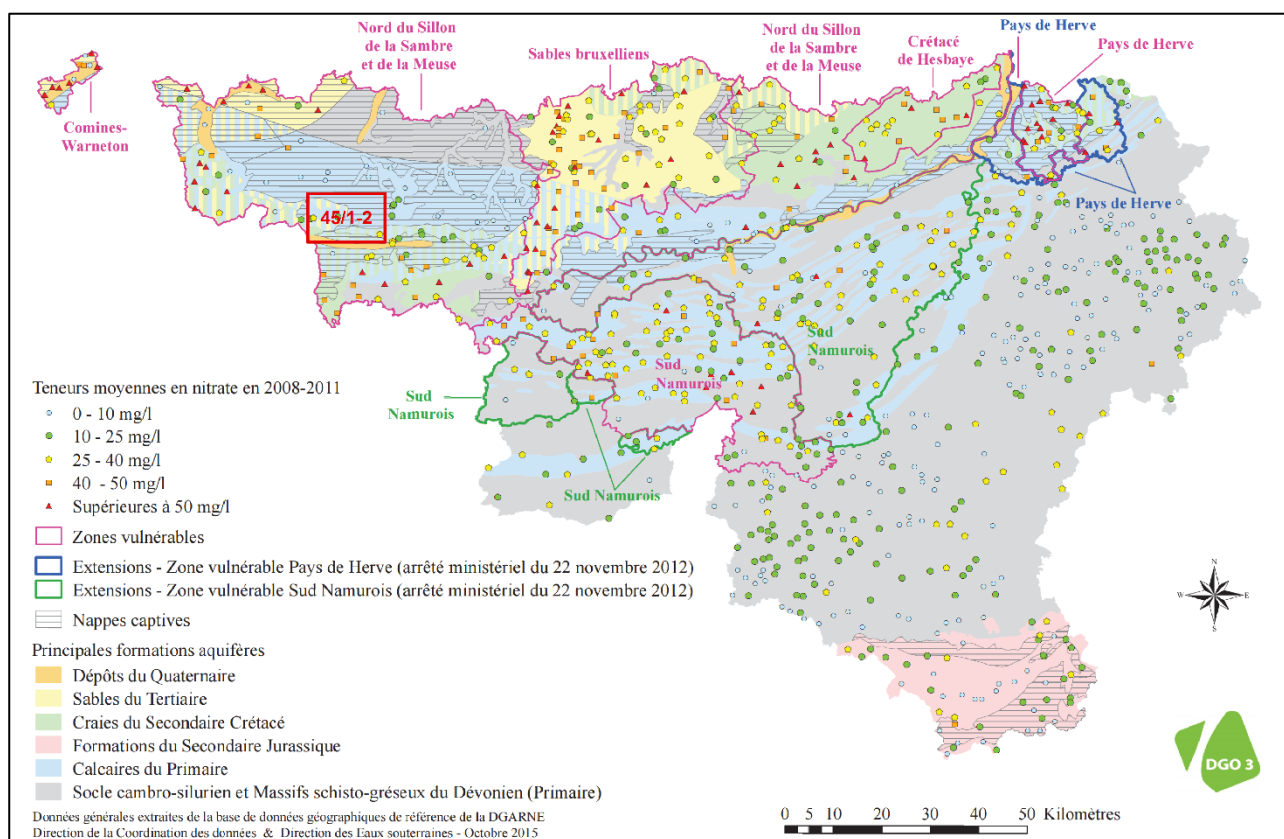 Nord du Sillon
de la Sambre
et de la Meuse
Sables bruxelliens
Nord du Sillon
de la Sambre
et de la Meuse
Crétacé
de Hesbaye
Pays de Herve
Pays de Herve
Comines-
Warneton
Pays de Herve
45/1-2
Sud
Namurois
Sud
Namurois
Sud
Namurois
Sud Namurois
Teneurs moyennes en nitrate en 2008-2011
0 - 10 mg/l
10 - 25 mg/l
25 - 40 mg/l
40 - 50 mg/l
Supérieures à 50 mg/l
Zones vulnérables
Extensions - Zone vulnérable Pays de Herve (arrêté ministériel du 22 novembre 2012)
Extensions - Zone vulnérable Sud Namurois (arrêté ministériel du 22 novembre 2012)
Nappes captives
Principales formations aquifères
Dépôts du Quaternaire
Sables du Tertiaire
Craies du Secondaire Crétacé
Formations du Secondaire Jurassique
Calcaires du Primaire
Socle cambro-silurien et Massifs schisto-gréseux du Dévonien (Primaire)
Données générales extraites de la base de données géographiques de référence de la DGARNE
Direction de la Coordination des données & Direction des Eaux souterraines - Octobre 2015
N
W E
S
DGO 3
0 5 10 20 30 40 50 Kilomètres